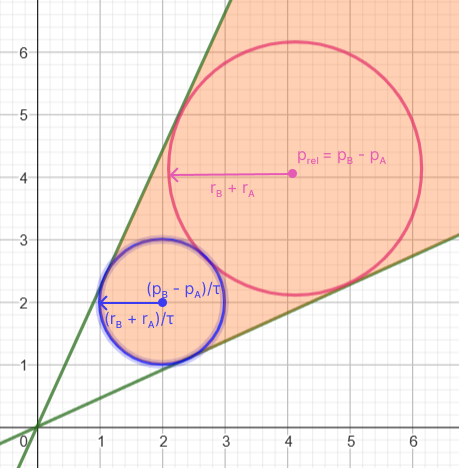 6
5
p_rel = p_B - p_A
4
r_B + r_A
3
(p_B - p_A)/τ
2
(r_B + r_A)/τ
1
0 1 2 3 4 5 6